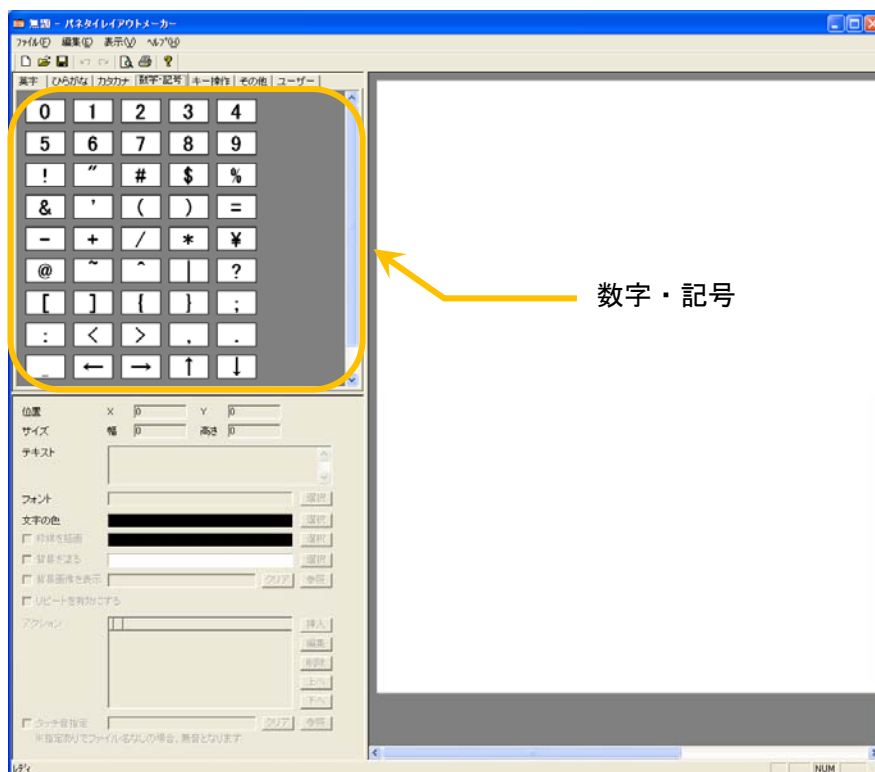 無題 - パネタイレイアウトメーカー
ファイル(F) 編集(E) 表示(V) ヘルプ(H)
英字 ひらがな カタカナ 数字・記号 キー操作 その他 ユーザー
0 1 2 3 4
5 6 7 8 9
! " # $ %
& ' ( ) =
- + / * ¥
@ ~ ^ | ?
[ ] { } ;
: < > , .
_ ← → ↑ ↓
数字・記号
位置 X 0 Y 0
サイズ 幅 0 高さ 0
テキスト
フォント 選択
文字の色 選択
枠線を描画 選択
背景を塗る 選択
背景画像を表示 クリア 参照
リピートを有効にする
アクション 挿入
編集
削除
上へ
下へ
タッチ音指定 クリア 参照
※指定ありでファイル名なしの場合、無音となります
レディ NUM